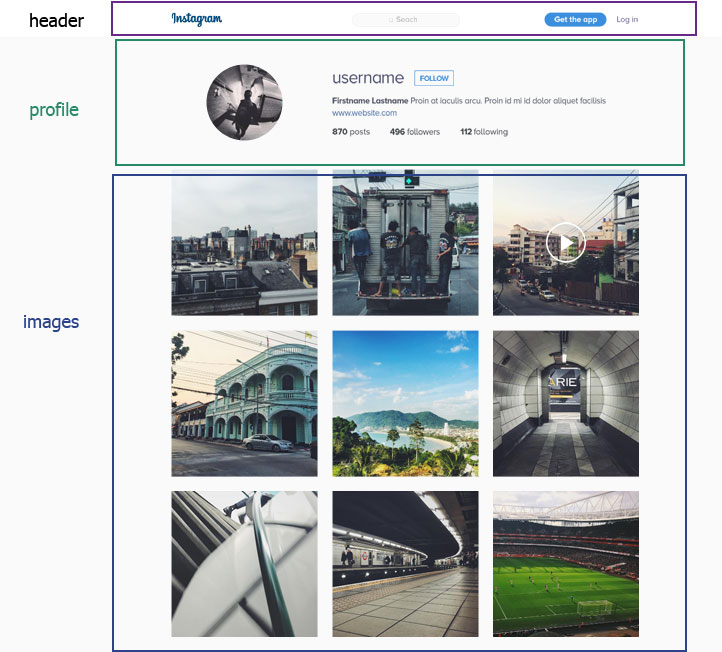 header
Instagram
Seach
Get the app
Log in
profile
username
FOLLOW
Firstname Lastname Proin at iaculis arcu. Proin id mi id dolor aliquet facilisis
www.website.com
870 posts 496 followers 112 following
images
ARIE